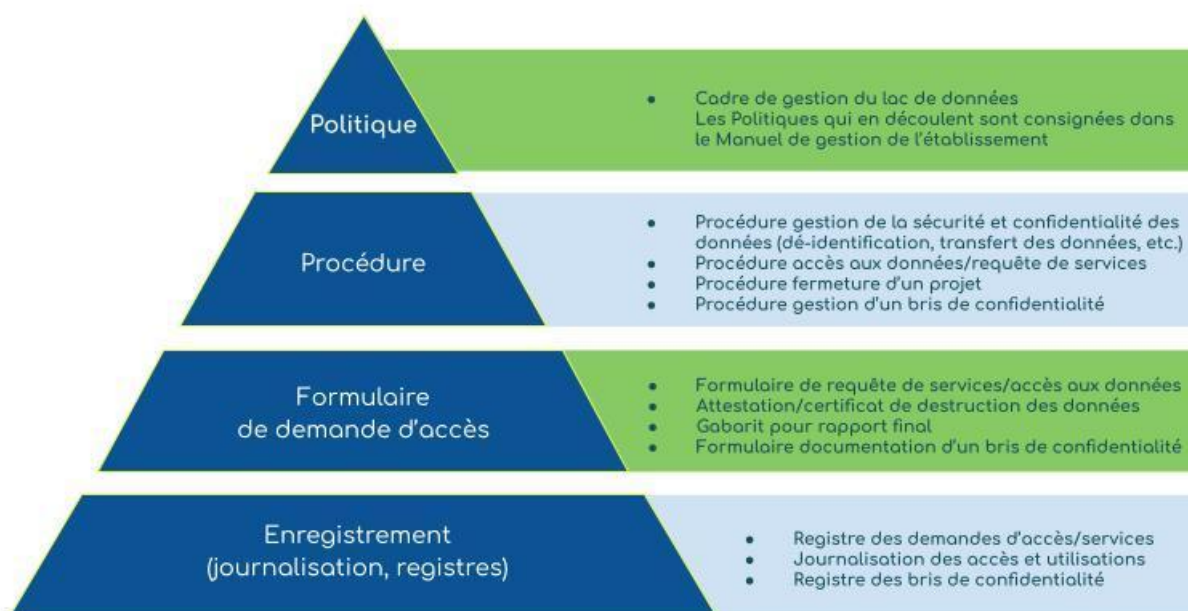 Politique
• Cadre de gestion du lac de données
Les Politiques qui en découlent sont consignées dans
le Manuel de gestion de l'établissement
Procédure
• Procédure gestion de la sécurité et confidentialité des
données (dé-identification, transfert des données, etc.)
• Procédure accès aux données/requête de services
• Procédure fermeture d'un projet
• Procédure gestion d'un bris de confidentialité
Formulaire
de demande d'accès
• Formulaire de requête de services/accès aux données
• Attestation/certificat de destruction des données
• Gabarit pour rapport final
• Formulaire documentation d'un bris de confidentialité
Enregistrement
(journalisation, registres)
• Registre des demandes d'accès/services
• Journalisation des accès et utilisations
• Registre des bris de confidentialité